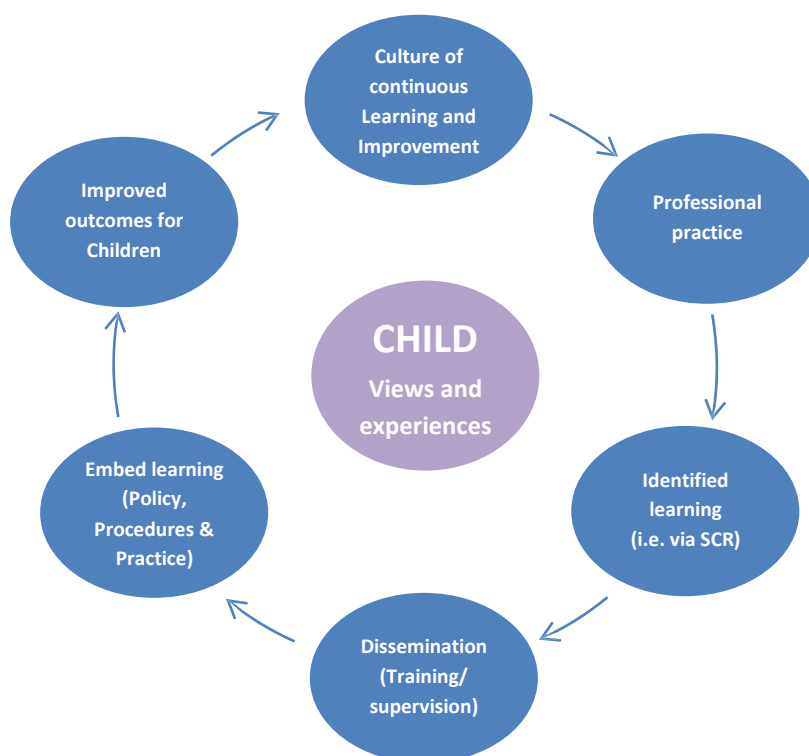 Culture of
continuous
Learning and
Improvement
Professional
practice
Identified
learning
(i.e. via SCR)
Dissemination
(Training/
supervision)
Embed learning
(Policy,
Procedures &
Practice)
Improved
outcomes for
Children
CHILD
Views and
experiences